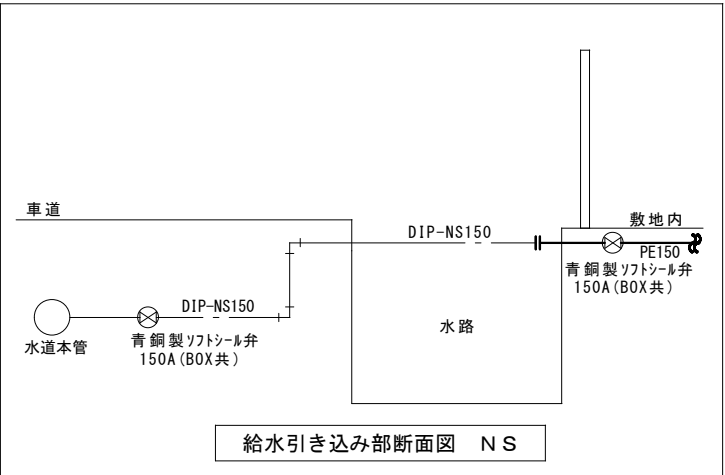 車道
敷地内
DIP-NS150
PE150
青銅製ソフトシール弁
150A(BOX共)
DIP-NS150
水路
水道本管
青銅製ソフトシール弁
150A(BOX共)
給水引き込み部断面図 NS